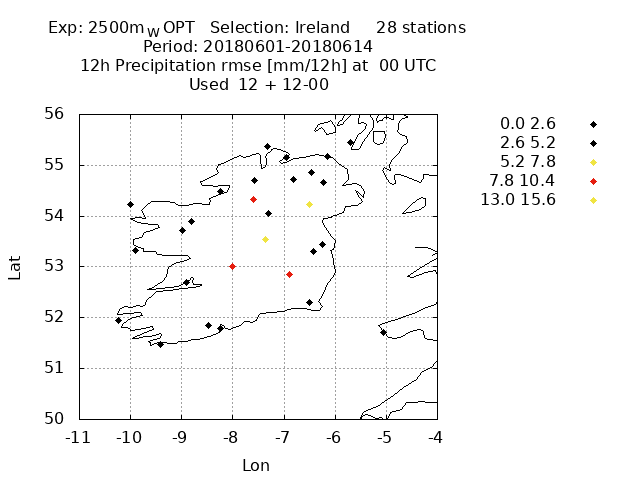 Exp: 2500m_WOPT Selection: Ireland 28 stations
Period: 20180601-20180614
12h Precipitation rmse [mm/12h] at 00 UTC
Used 12 + 12-00
0.0 2.6
2.6 5.2
5.2 7.8
7.8 10.4
13.0 15.6
56
55
54
53
52
51
50
Lat
-11 -10 -9 -8 -7 -6 -5 -4
Lon